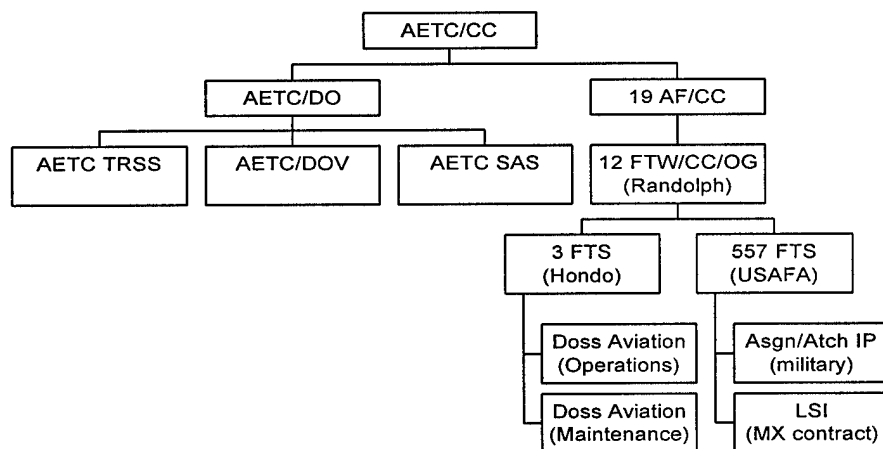 AETC/CC
AETC/DO
19 AF/CC
AETC TRSS
AETC/DOV
AETC SAS
12 FTW/CC/OG
(Randolph)
3 FTS
(Hondo)
557 FTS
(USAFA)
Doss Aviation
(Operations)
Asgn/Atch IP
(military)
Doss Aviation
(Maintenance)
LSI
(MX contract)